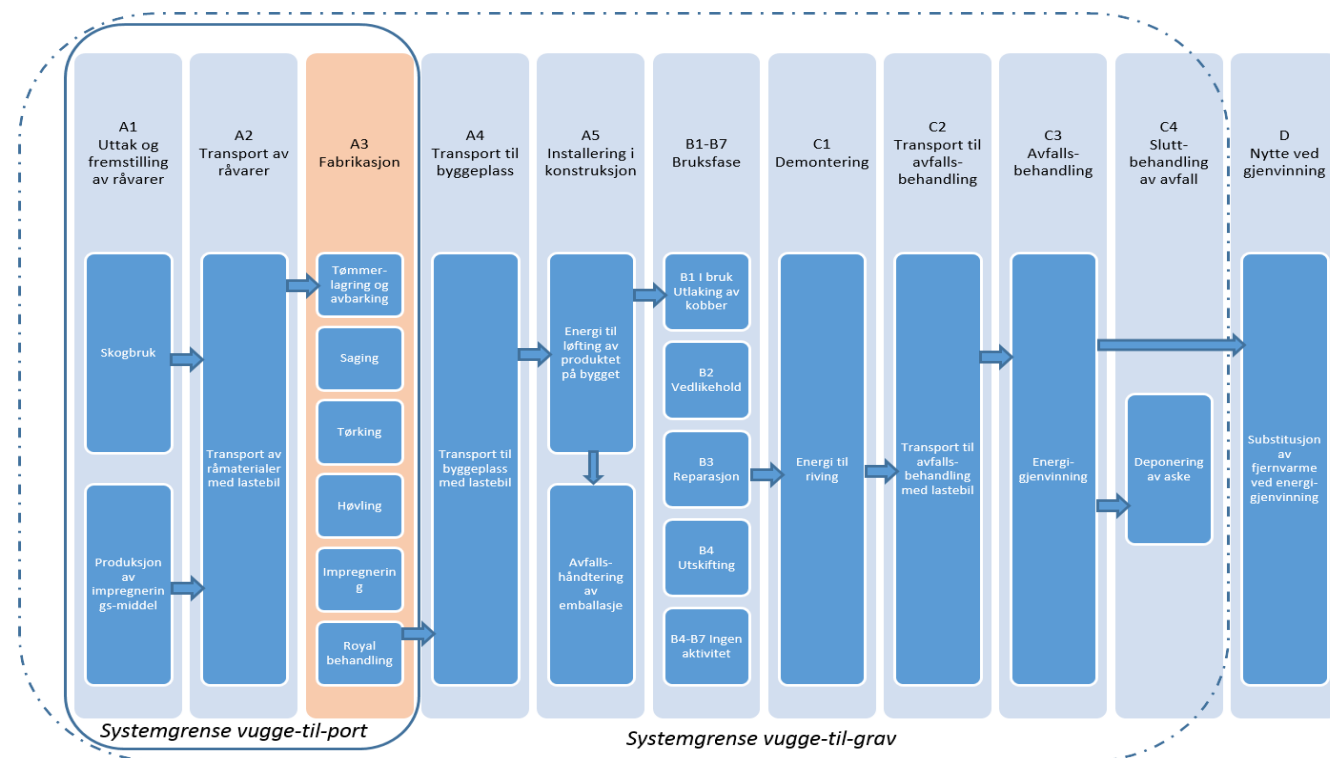 A1
Uttak og
fremstilling
av råvarer
A2
Transport av
råvarer
A3
Fabrikasjon
A4
Transport til
byggeplass
A5
Installering i
konstruksjon
B1-B7
Bruksfase
C1
Demontering
C2
Transport til
avfalls-
behandling
C3
Avfalls-
behandling
C4
Slutt-
behandling
av avfall
D
Nytte ved
gjenvinning
Skogbruk
Produksjon
av
impregnerin
gs-middel
Transport av
råmaterialer
med lastebil
Tømmer-
lagring og
avbarking
Saging
Tørking
Høvling
Impregnerin
g
Royal
behandling
Transport til
byggeplass
med lastebil
Energi til
løfting av
produktet
på bygget
Avfalls-
håndtering
av
emballasje
B1 I bruk
Utlaking av
kobber
B2
Vedlikehold
B3
Reparasjon
B4
Utskifting
B4-B7 Ingen
aktivitet
Energi til
riving
Transport til
avfalls-
behandling
med lastebil
Energi-
gjenvinning
Deponering
av aske
Substitusjon
av
fjernvarme
ved energi-
gjenvinning
Systemgrense vugge-til-port
Systemgrense vugge-til-grav